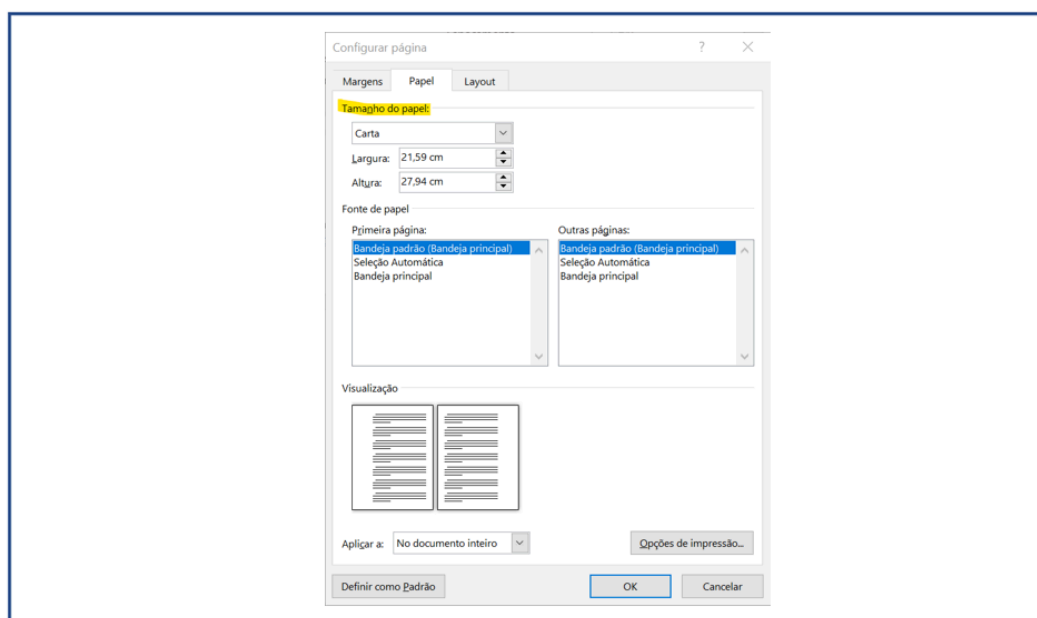 Configurar página
Margens Papel Layout
Tamanho do papel:
Carta
Largura: 21,59 cm
Altura: 27,94 cm
Fonte de papel
Primeira página: Outras páginas:
Bandeja padrão (Bandeja principal) Bandeja padrão (Bandeja principal)
Seleção Automática Seleção Automática
Bandeja principal Bandeja principal
Visualização
Aplicar a: No documento inteiro Opções de impressão...
Definir como Padrão OK Cancelar